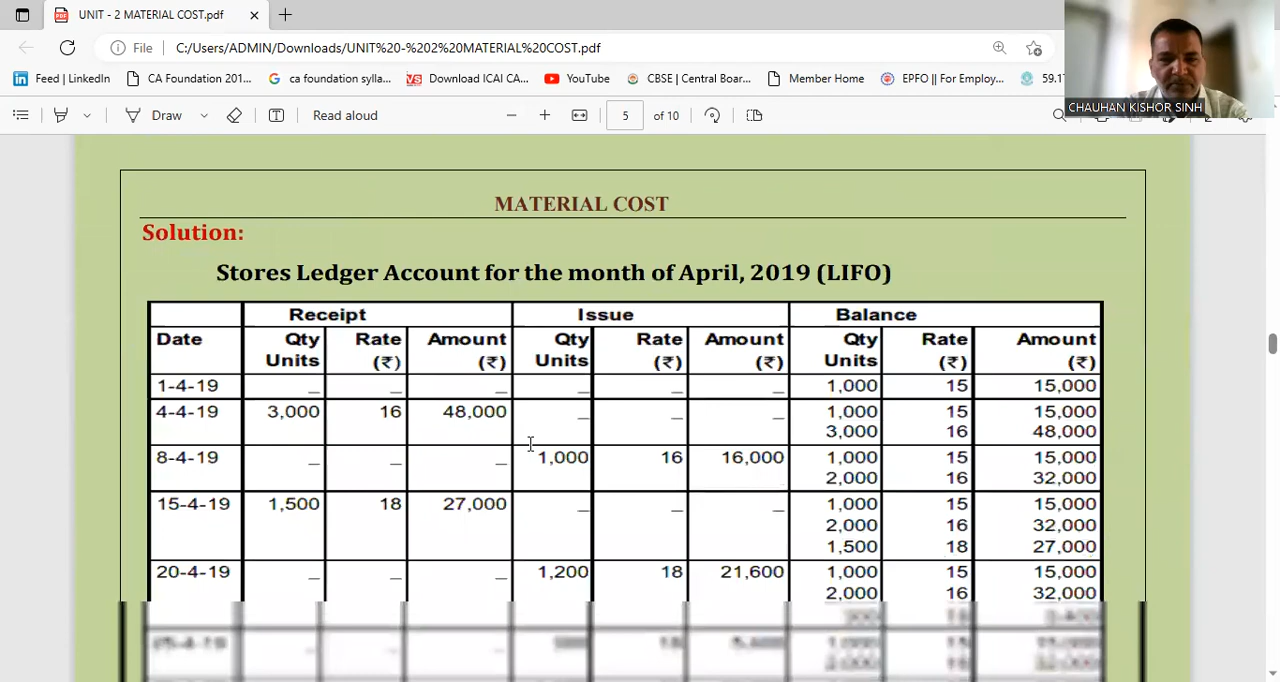 UNIT - 2 MATERIAL COST.pdf
File C:/Users/ADMIN/Downloads/UNIT%20-%202%20MATERIAL%20COST.pdf
Feed | LinkedIn CA Foundation 201... ca foundation sylla... Download ICAI CA... YouTube CBSE | Central Boar... Member Home EPFO || For Employ... 59.1
CHAUHAN KISHOR SINH
Draw Read aloud 5 of 10
MATERIAL COST
Solution:
Stores Ledger Account for the month of April, 2019 (LIFO)
Receipt Issue Balance
Date Qty Units Rate (₹) Amount (₹) Qty Units Rate (₹) Amount (₹) Qty Units Rate (₹) Amount (₹)
1-4-19 _ _ _ _ _ _ 1,000 15 15,000
4-4-19 3,000 16 48,000 _ _ _ 1,000 15 15,000
3,000 16 48,000
8-4-19 _ _ _ 1,000 16 16,000 1,000 15 15,000
2,000 16 32,000
15-4-19 1,500 18 27,000 _ _ _ 1,000 15 15,000
2,000 16 32,000
1,500 18 27,000
20-4-19 _ _ _ 1,200 18 21,600 1,000 15 15,000
2,000 16 32,000